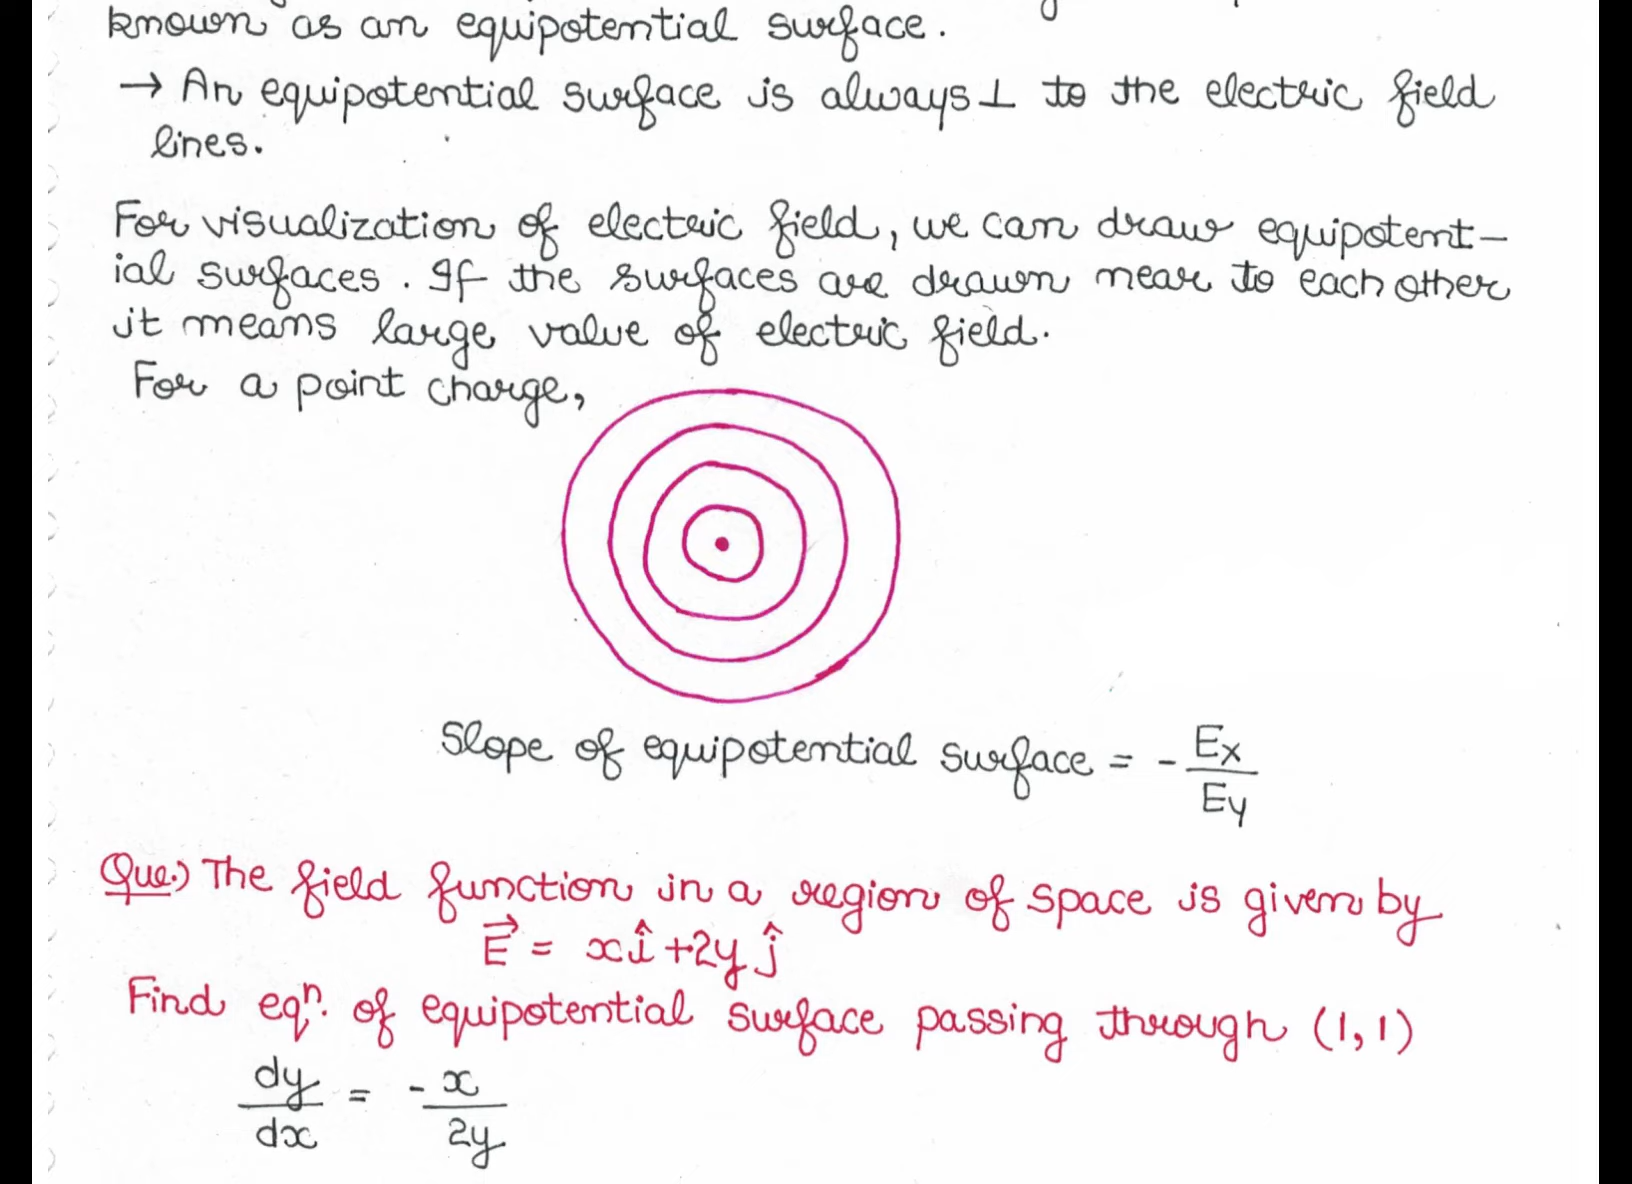 known as an equipotential surface.
→ An equipotential surface is always ⊥ to the electric field
lines.
For visualization of electric field, we can draw equipotent-
ial surfaces. If the surfaces are drawn near to each other
it means large value of electric field.
For a point charge,
Slope of equipotential surface = - Ex/Ey
Que.) The field function in a region of space is given by
E⃗ = xî + 2y ĵ
Find eqⁿ. of equipotential surface passing through (1,1)
dy/dx = - x/2y